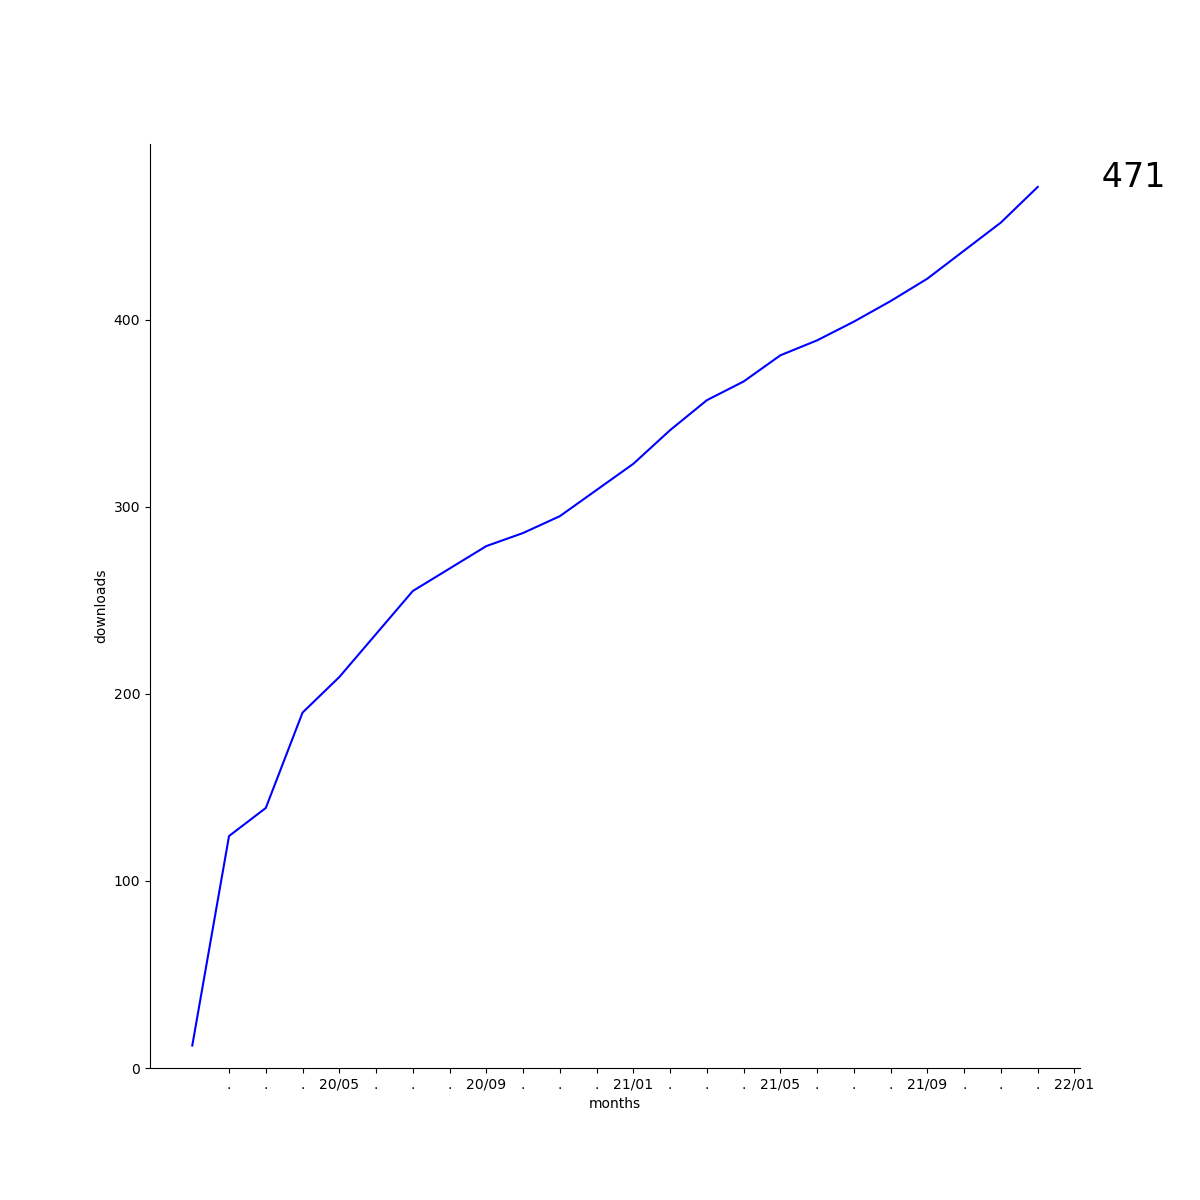 471
400
300
200
100
0
downloads
. . . 20/05 . . . 20/09 . . . 21/01 . . . 21/05 . . . 21/09 . . . 22/01
months